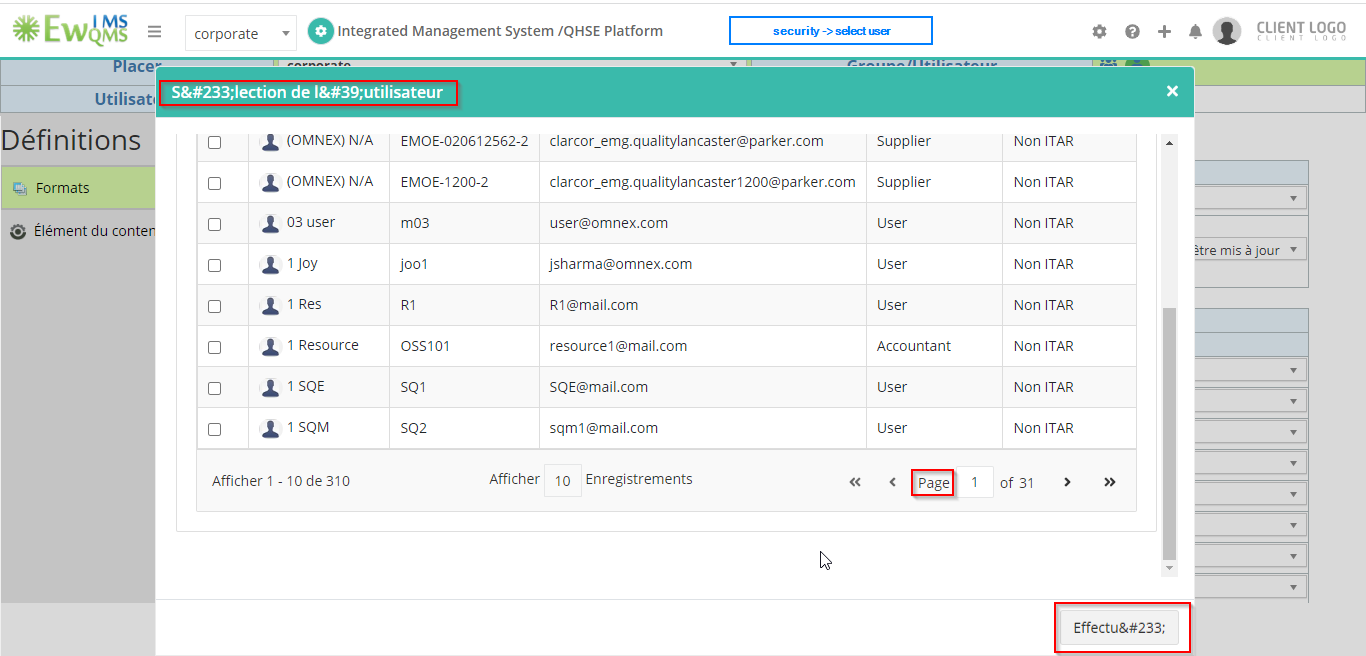 EwQMS IMS
corporate
Integrated Management System /QHSE Platform
security -> select user
CLIENT LOGO
CLIENT LOGO
Placer
corporate
Groupe/Utilisateur
Utilisat
S&#233;lection de l&#39;utilisateur
Définitions
Formats
Élément du conten
être mis à jour
(OMNEX) N/A EMOE-020612562-2 clarcor_emg.qualitylancaster@parker.com Supplier Non ITAR
(OMNEX) N/A EMOE-1200-2 clarcor_emg.qualitylancaster1200@parker.com Supplier Non ITAR
03 user m03 user@omnex.com User Non ITAR
1 Joy joo1 jsharma@omnex.com User Non ITAR
1 Res R1 R1@mail.com User Non ITAR
1 Resource OSS101 resource1@mail.com Accountant Non ITAR
1 SQE SQ1 SQE@mail.com User Non ITAR
1 SQM SQ2 sqm1@mail.com User Non ITAR
Afficher 1 - 10 de 310 Afficher 10 Enregistrements « ‹ Page 1 of 31 › »
Effectu&#233;